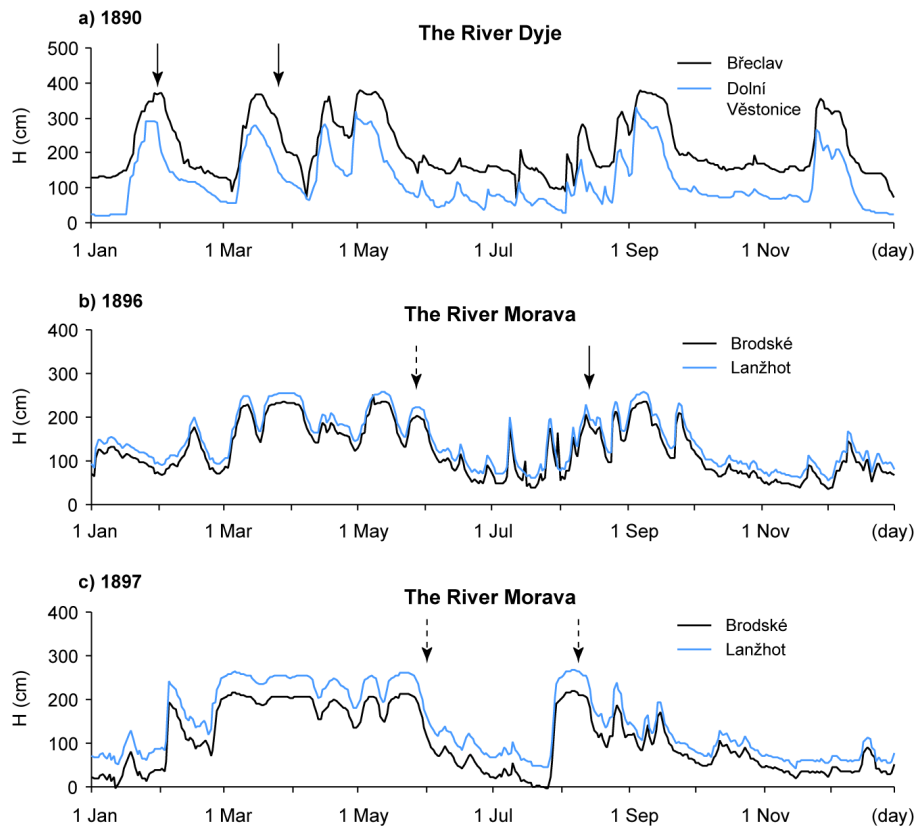 a) 1890
The River Dyje
500
400
300
200
100
0
H (cm)
Břeclav
Dolní
Věstonice
1 Jan 1 Mar 1 May 1 Jul 1 Sep 1 Nov (day)
b) 1896
The River Morava
400
300
200
100
0
H (cm)
Brodské
Lanžhot
1 Jan 1 Mar 1 May 1 Jul 1 Sep 1 Nov (day)
c) 1897
The River Morava
400
300
200
100
0
H (cm)
Brodské
Lanžhot
1 Jan 1 Mar 1 May 1 Jul 1 Sep 1 Nov (day)